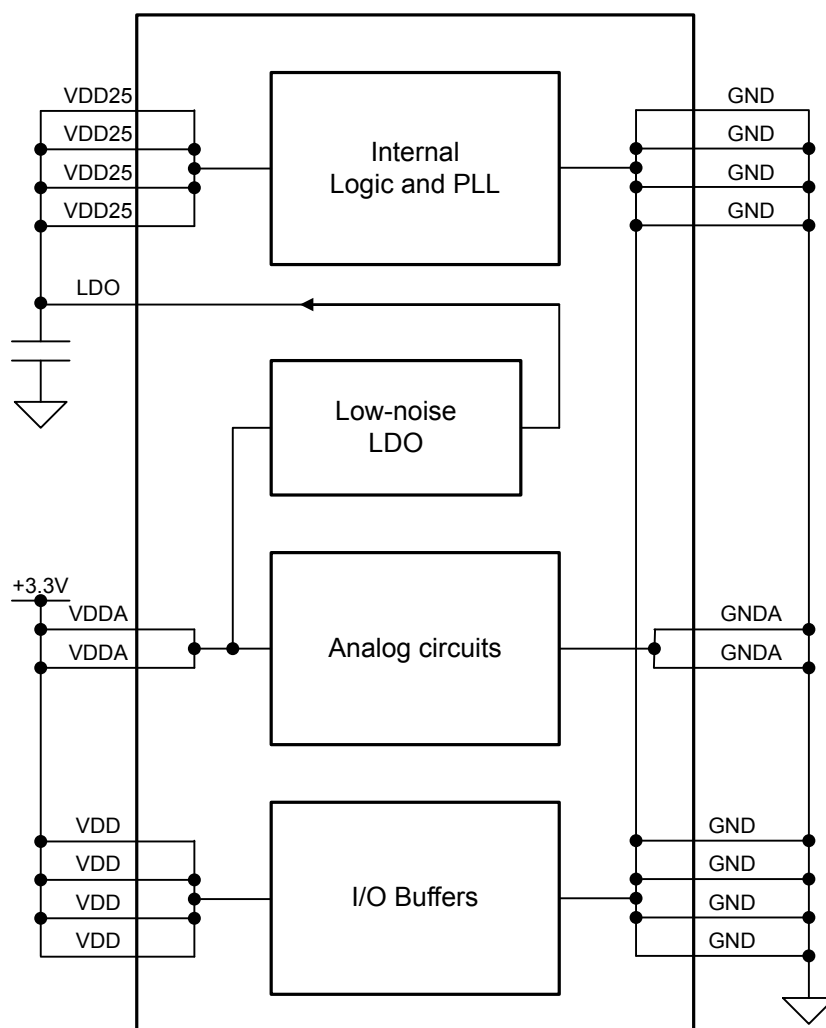 VDD25
VDD25
VDD25
VDD25
Internal
Logic and PLL
GND
GND
GND
GND
LDO
Low-noise
LDO
+3.3V
VDDA
VDDA
Analog circuits
GNDA
GNDA
VDD
VDD
VDD
VDD
I/O Buffers
GND
GND
GND
GND